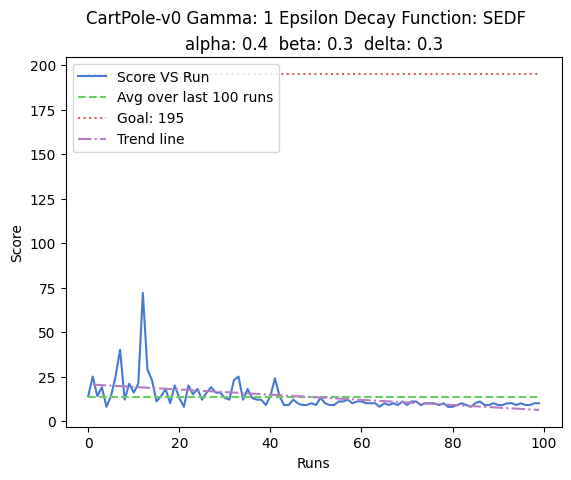 CartPole-v0 Gamma: 1 Epsilon Decay Function: SEDF
alpha: 0.4 beta: 0.3 delta: 0.3
Score VS Run
Avg over last 100 runs
Goal: 195
Trend line
200
175
150
125
100
75
50
25
0
Score
0 20 40 60 80 100
Runs